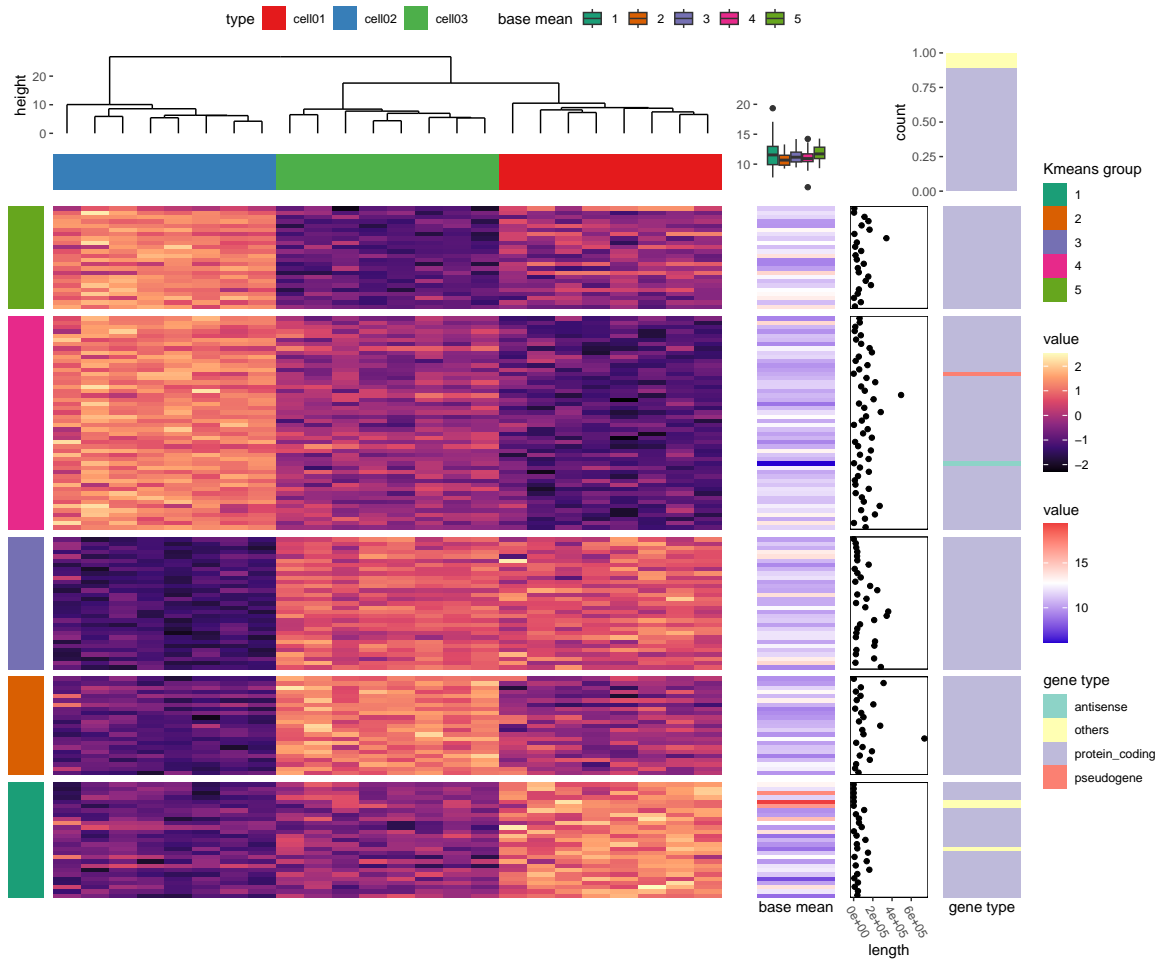 type cell01 cell02 cell03 base mean 1 2 3 4 5
height
20
10
0
20
15
10
count
1.00
0.75
0.50
0.25
0.00
Kmeans group
1
2
3
4
5
value
2
1
0
−1
−2
value
15
10
gene type
antisense
others
protein_coding
pseudogene
base mean
0e+00
2e+05
4e+05
6e+05
length
gene type